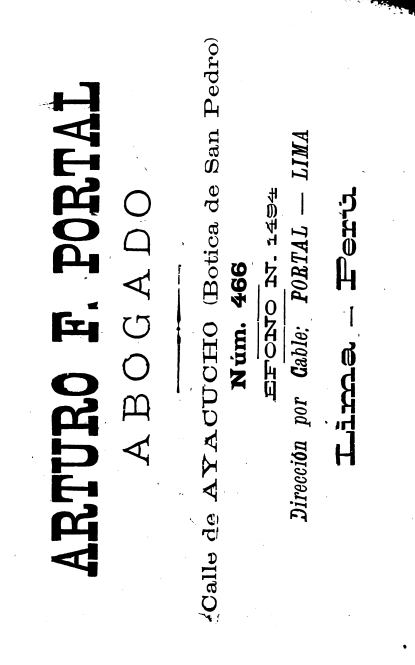 ARTURO F. PORTAL
ABOGADO
Calle de AYACUCHO (Botica de San Pedro)
Núm. 466
EFONO N. 1494
Dirección por Cable: PORTAL — LIMA
Lima – Perú